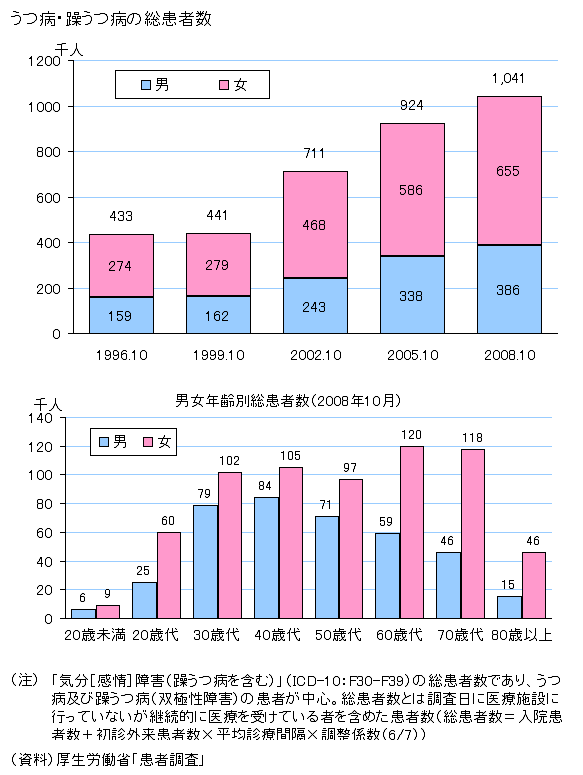 うつ病・躁うつ病の総患者数
千人
1200
1000
800
600
400
200
0
男 女
433 441 711 924 1,041
274 279 468 586 655
159 162 243 338 386
1996.10 1999.10 2002.10 2005.10 2008.10
男女年齢別総患者数(2008年10月)
千人
140
120
100
80
60
40
20
0
男 女
6 9 25 60 79 102 84 105 71 97 59 120 46 118 15 46
20歳未満 20歳代 30歳代 40歳代 50歳代 60歳代 70歳代 80歳以上
(注) 「気分[感情]障害(躁うつ病を含む)」(ICD-10:F30-F39)の総患者数であり、うつ
病及び躁うつ病(双極性障害)の患者が中心。総患者数とは調査日に医療施設に
行っていないが継続的に医療を受けている者を含めた患者数(総患者数=入院患
者数+初診外来患者数×平均診療間隔×調整係数(6/7))
(資料)厚生労働省「患者調査」